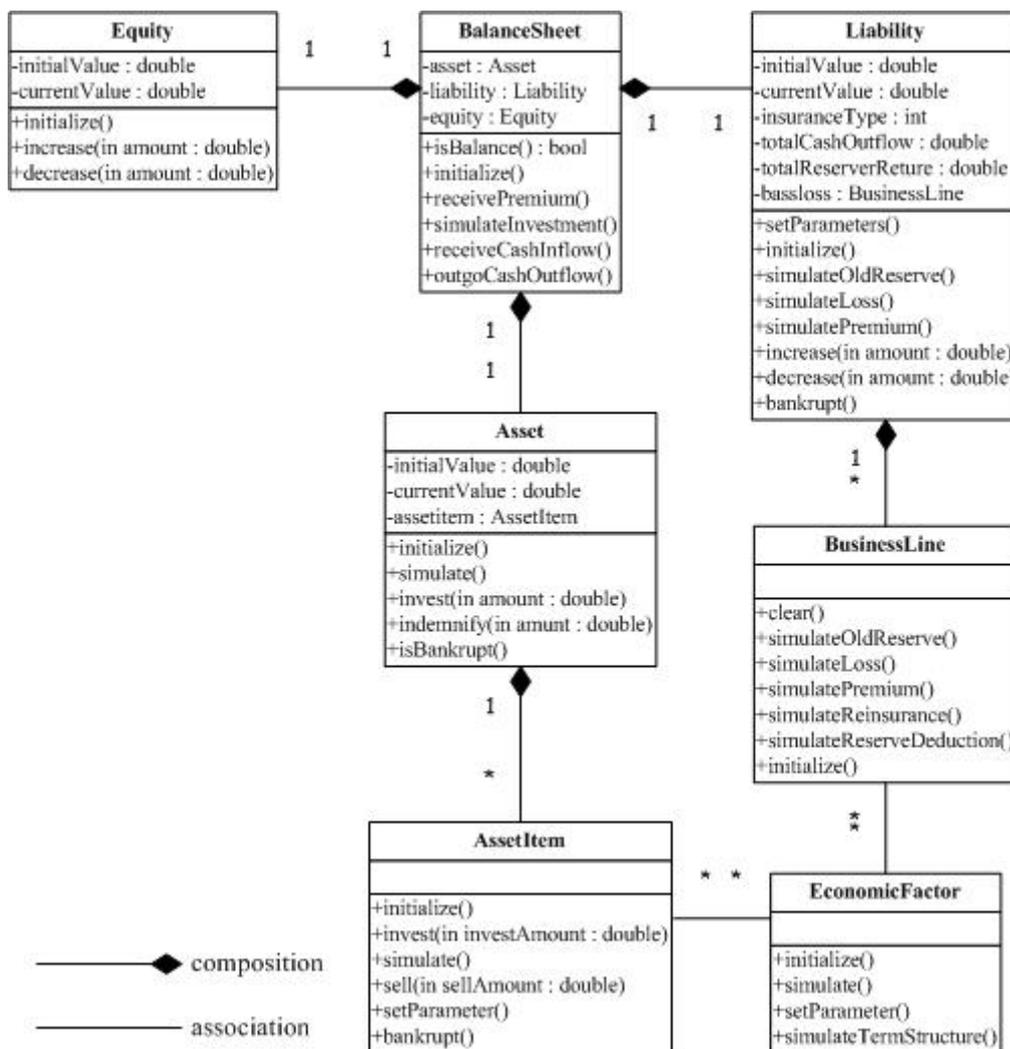 Equity
-initialValue : double
-currentValue : double
+initialize()
+increase(in amount : double)
+decrease(in amount : double)
1
1
BalanceSheet
-asset : Asset
-liability : Liability
-equity : Equity
+isBalance() : bool
+initialize()
+receivePremium()
+simulateInvestment()
+receiveCashInflow()
+outgoCashOutflow()
1
1
Liability
-initialValue : double
-currentValue : double
-insuranceType : int
-totalCashOutflow : double
-totalReserverReture : double
-bassloss : BusinessLine
+setParameters()
+initialize()
+simulateOldReserve()
+simulateLoss()
+simulatePremium()
+increase(in amount : double)
+decrease(in amount : double)
+bankrupt()
1
1
Asset
-initialValue : double
-currentValue : double
-assetitem : AssetItem
+initialize()
+simulate()
+invest(in amount : double)
+indemnify(in amunt : double)
+isBankrupt()
1
*
BusinessLine
+clear()
+simulateOldReserve()
+simulateLoss()
+simulatePremium()
+simulateReinsurance()
+simulateReserveDeduction()
+initialize()
1
*
AssetItem
+initialize()
+invest(in investAmount : double)
+simulate()
+sell(in sellAmount : double)
+setParameter()
+bankrupt()
*
*
* *
EconomicFactor
+initialize()
+simulate()
+setParameter()
+simulateTermStructure()
composition
association